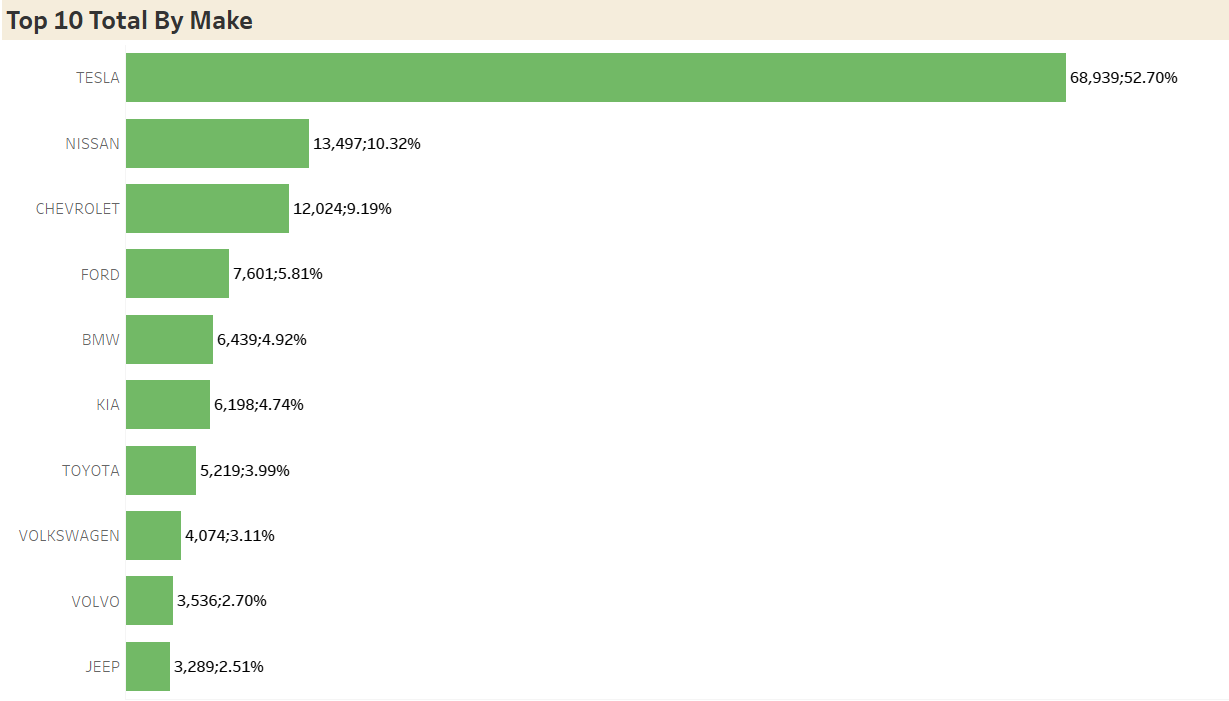 Top 10 Total By Make
TESLA 68,939;52.70%
NISSAN 13,497;10.32%
CHEVROLET 12,024;9.19%
FORD 7,601;5.81%
BMW 6,439;4.92%
KIA 6,198;4.74%
TOYOTA 5,219;3.99%
VOLKSWAGEN 4,074;3.11%
VOLVO 3,536;2.70%
JEEP 3,289;2.51%